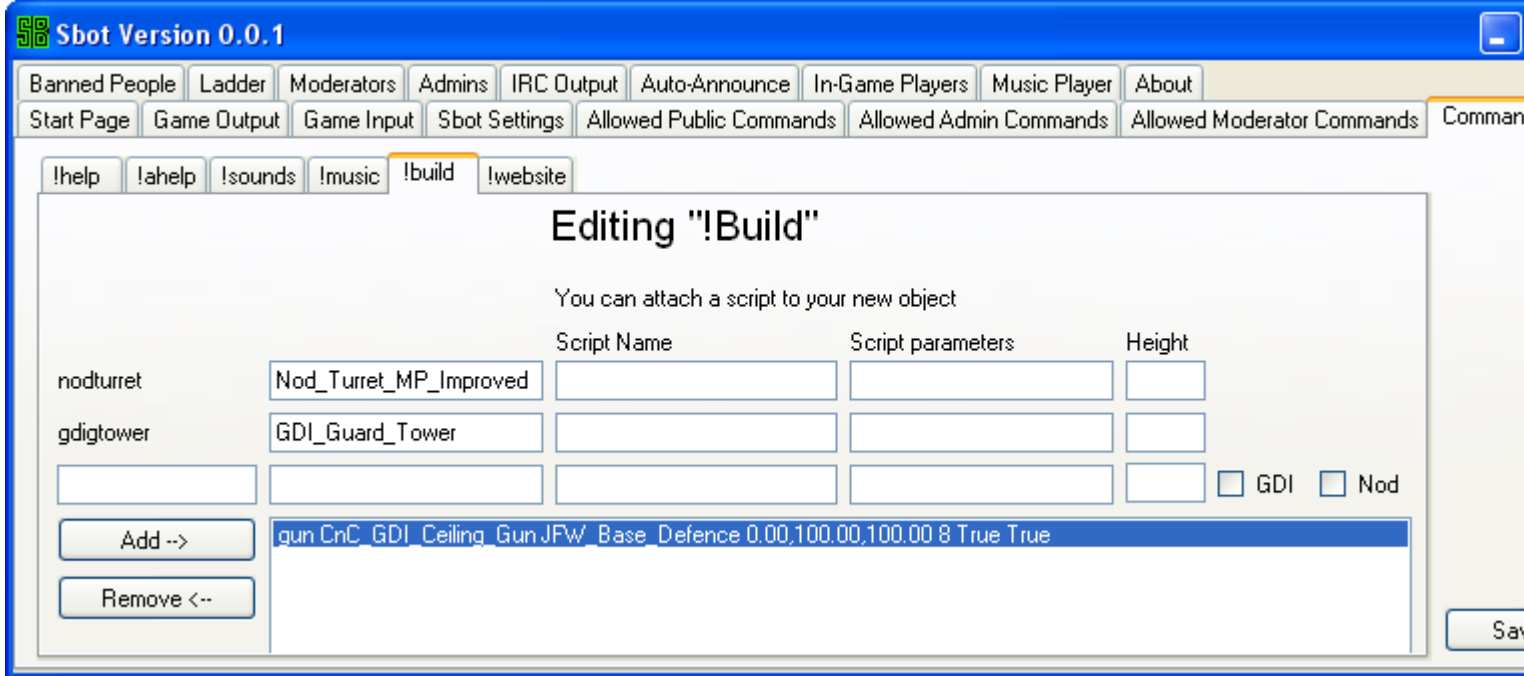 SB Sbot Version 0.0.1
Banned People Ladder Moderators Admins IRC Output Auto-Announce In-Game Players Music Player About
Start Page Game Output Game Input Sbot Settings Allowed Public Commands Allowed Admin Commands Allowed Moderator Commands Comman
!help !ahelp !sounds !music !build !website
Editing "!Build"
You can attach a script to your new object
Script Name Script parameters Height
nodturret Nod_Turret_MP_Improved
gdigtower GDI_Guard_Tower
GDI Nod
Add --> gun CnC_GDI_Ceiling_Gun JFW_Base_Defence 0.00,100.00,100.00 8 True True
Remove <--
Sav